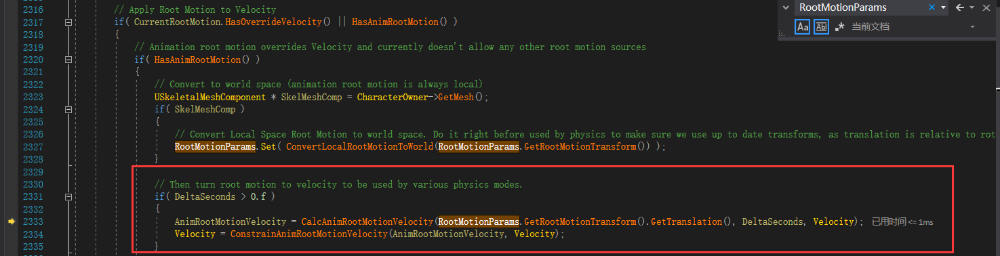 RootMotionParams
Aa
Abl
.*
当前文档
2316 // Apply Root Motion to Velocity
2317 if( CurrentRootMotion.HasOverrideVelocity() || HasAnimRootMotion() )
2318 {
2319 // Animation root motion overrides Velocity and currently doesn't allow any other root motion sources
2320 if( HasAnimRootMotion() )
2321 {
2322 // Convert to world space (animation root motion is always local)
2323 USkeletalMeshComponent * SkelMeshComp = CharacterOwner->GetMesh();
2324 if( SkelMeshComp )
2325 {
2326 // Convert Local Space Root Motion to world space. Do it right before used by physics to make sure we use up to date transforms, as translation is relative to rot
2327 RootMotionParams.Set( ConvertLocalRootMotionToWorld(RootMotionParams.GetRootMotionTransform()) );
2328 }
2329
2330 // Then turn root motion to velocity to be used by various physics modes.
2331 if( DeltaSeconds > 0.f )
2332 {
2333 AnimRootMotionVelocity = CalcAnimRootMotionVelocity(RootMotionParams.GetRootMotionTransform().GetTranslation(), DeltaSeconds, Velocity); 已用时间 <= 1ms
2334 Velocity = ConstrainAnimRootMotionVelocity(AnimRootMotionVelocity, Velocity);
2335 }